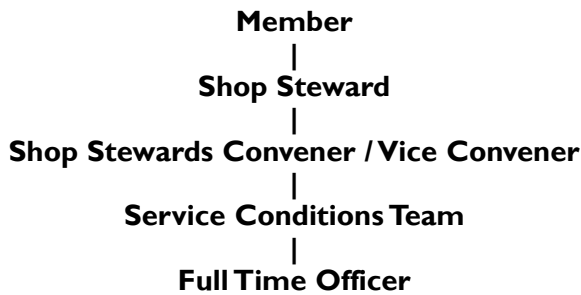 Member
|
Shop Steward
|
Shop Stewards Convener / Vice Convener
|
Service Conditions Team
|
Full Time Officer